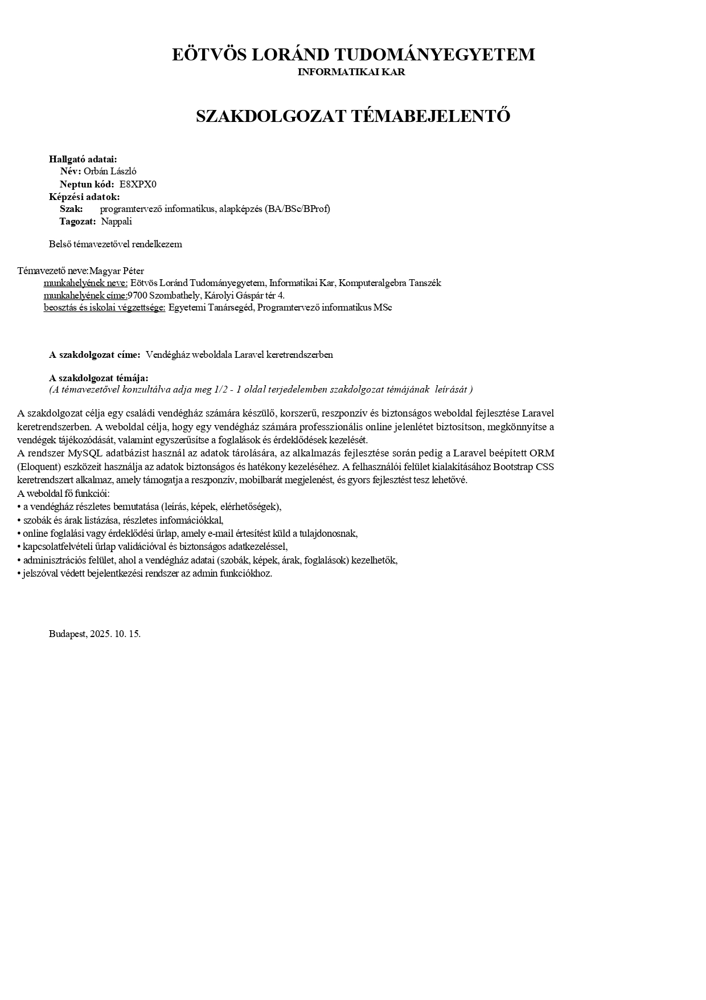 EÖTVÖS LORÁND TUDOMÁNYEGYETEM
INFORMATIKAI KAR
SZAKDOLGOZAT TÉMABEJELENTŐ
Hallgató adatai:
Név: Orbán László
Neptun kód: E8XPX0
Képzési adatok:
Szak: programtervező informatikus, alapképzés (BA/BSc/BProf)
Tagozat: Nappali
Belső témavezetővel rendelkezem
Témavezető neve:Magyar Péter
munkahelyének neve: Eötvös Loránd Tudományegyetem, Informatikai Kar, Komputeralgebra Tanszék
munkahelyének címe:9700 Szombathely, Károlyi Gáspár tér 4.
beosztás és iskolai végzettsége: Egyetemi Tanársegéd, Programtervező informatikus MSc
A szakdolgozat címe: Vendégház weboldala Laravel keretrendszerben
A szakdolgozat témája:
(A témavezetővel konzultálva adja meg 1/2 - 1 oldal terjedelemben szakdolgozat témájának leírását )
A szakdolgozat célja egy családi vendégház számára készülő, korszerű, reszponzív és biztonságos weboldal fejlesztése Laravel
keretrendszerben. A weboldal célja, hogy egy vendégház számára professzionális online jelenlétet biztosítson, megkönnyítse a
vendégek tájékozódását, valamint egyszerűsítse a foglalások és érdeklődések kezelését.
A rendszer MySQL adatbázist használ az adatok tárolására, az alkalmazás fejlesztése során pedig a Laravel beépített ORM
(Eloquent) eszközeit használja az adatok biztonságos és hatékony kezeléséhez. A felhasználói felület kialakításához Bootstrap CSS
keretrendszert alkalmaz, amely támogatja a reszponzív, mobilbarát megjelenést, és gyors fejlesztést tesz lehetővé.
A weboldal fő funkciói:
• a vendégház részletes bemutatása (leírás, képek, elérhetőségek),
• szobák és árak listázása, részletes információkkal,
• online foglalási vagy érdeklődési űrlap, amely e-mail értesítést küld a tulajdonosnak,
• kapcsolatfelvételi űrlap validációval és biztonságos adatkezeléssel,
• adminisztrációs felület, ahol a vendégház adatai (szobák, képek, árak, foglalások) kezelhetők,
• jelszóval védett bejelentkezési rendszer az admin funkciókhoz.
Budapest, 2025. 10. 15.